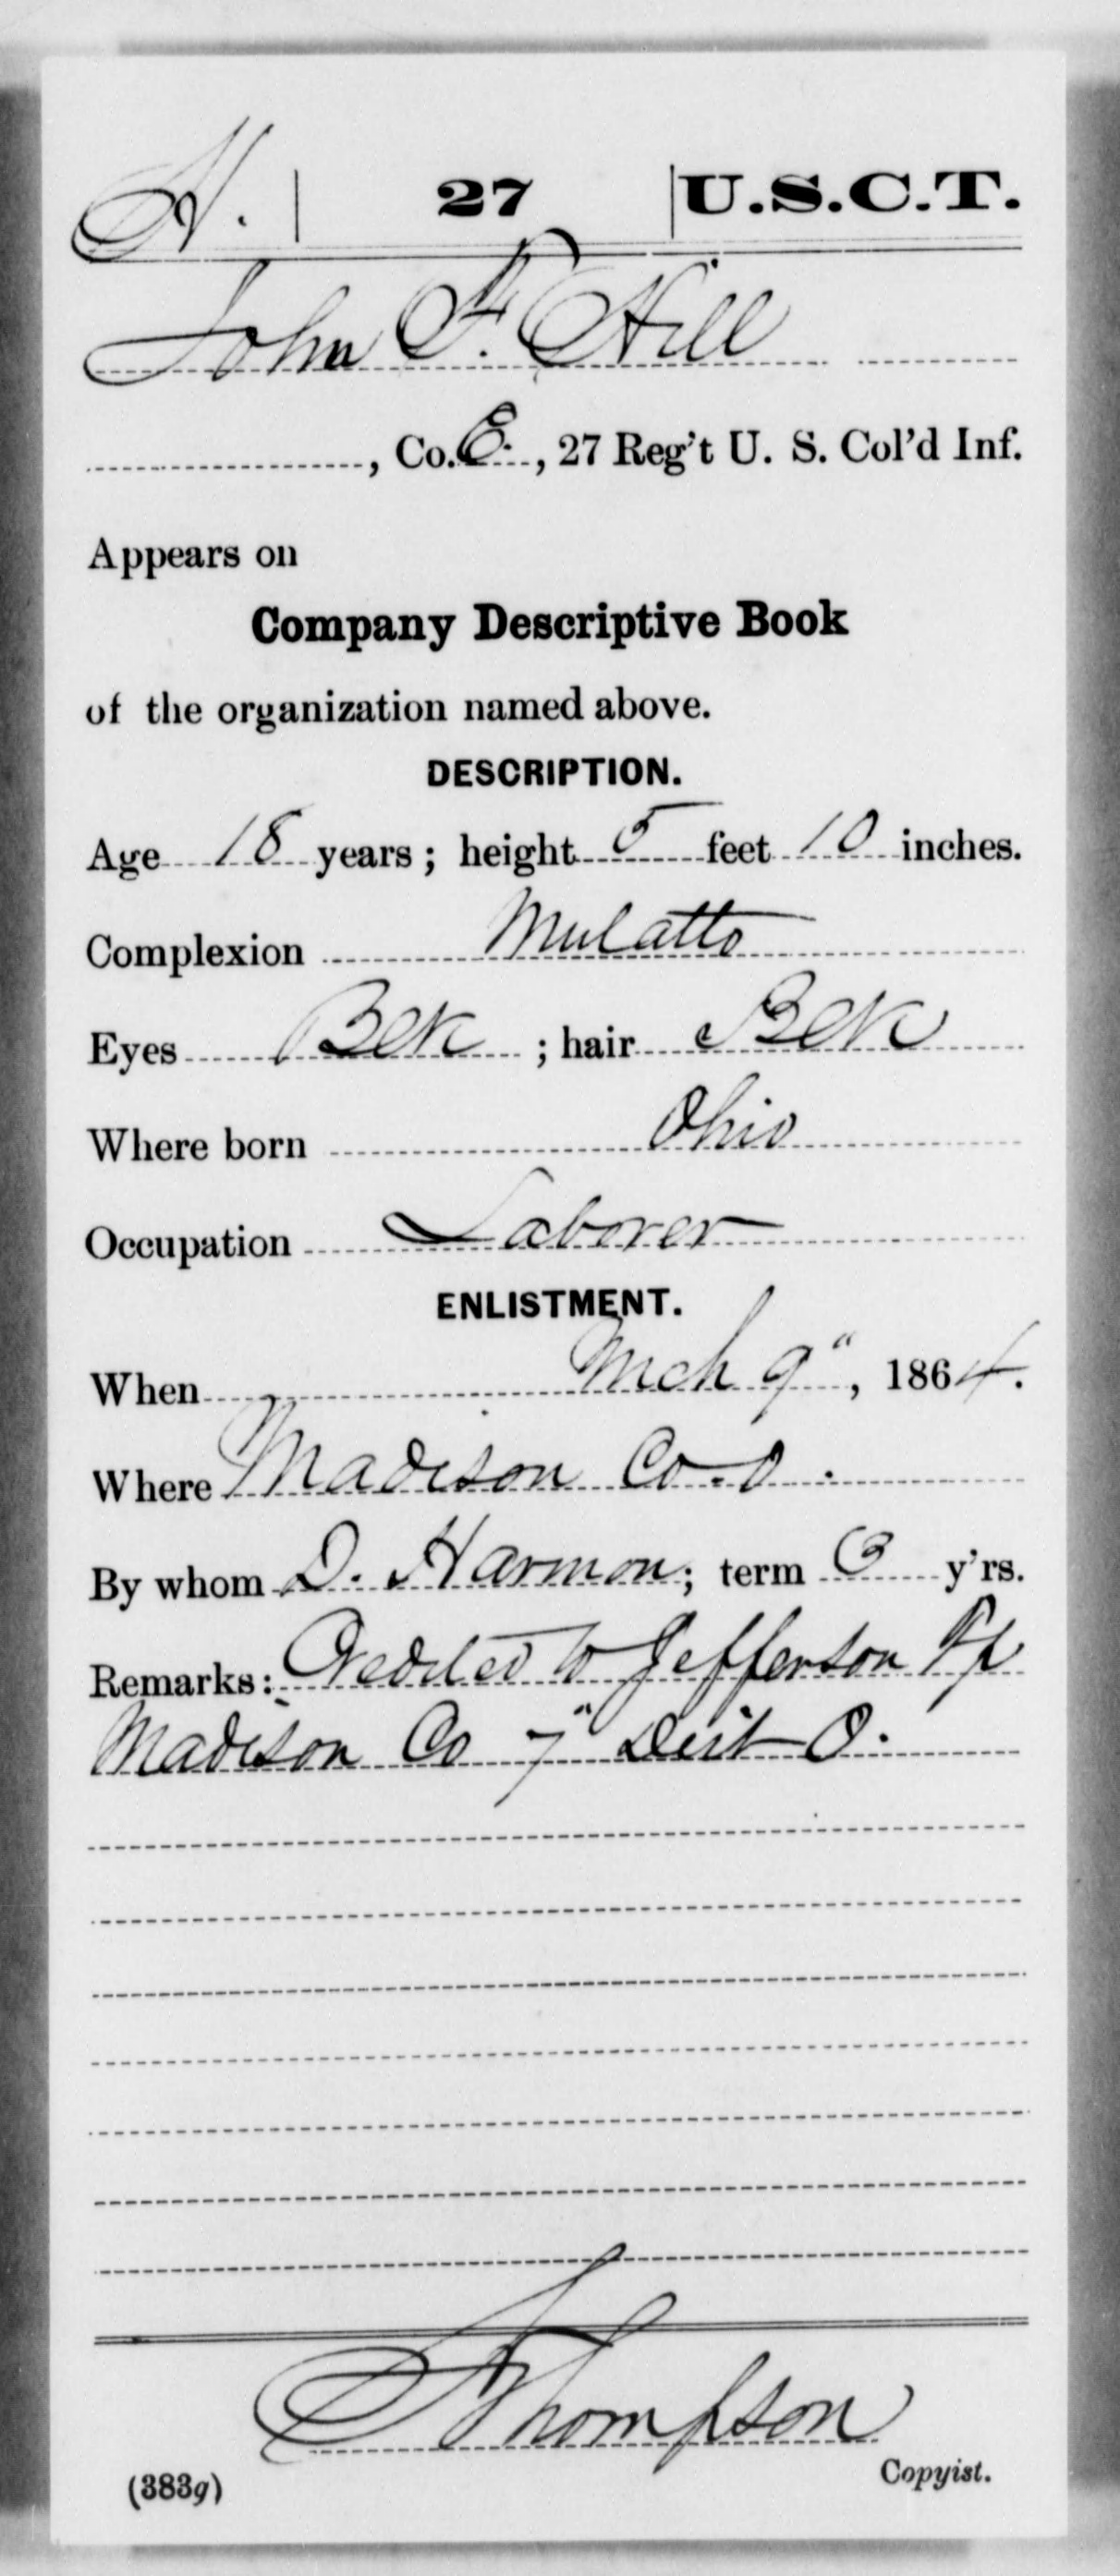 H. | 27 | U.S.C.T.
John F. Hill
, Co. E., 27 Reg't U. S. Col'd Inf.
Appears on
Company Descriptive Book
of the organization named above.
DESCRIPTION.
Age 18 years; height 5 feet 10 inches.
Complexion Mulatto
Eyes Blk ; hair Blk
Where born Ohio
Occupation Laborer
ENLISTMENT.
When Mch 9", 1864.
Where Madison Co. O.
By whom D. Harmon; term 3 y'rs.
Remarks: Credited to Jefferson Tp
Madison Co 7" Dist O.
Thompson
Copyist.
(383g)